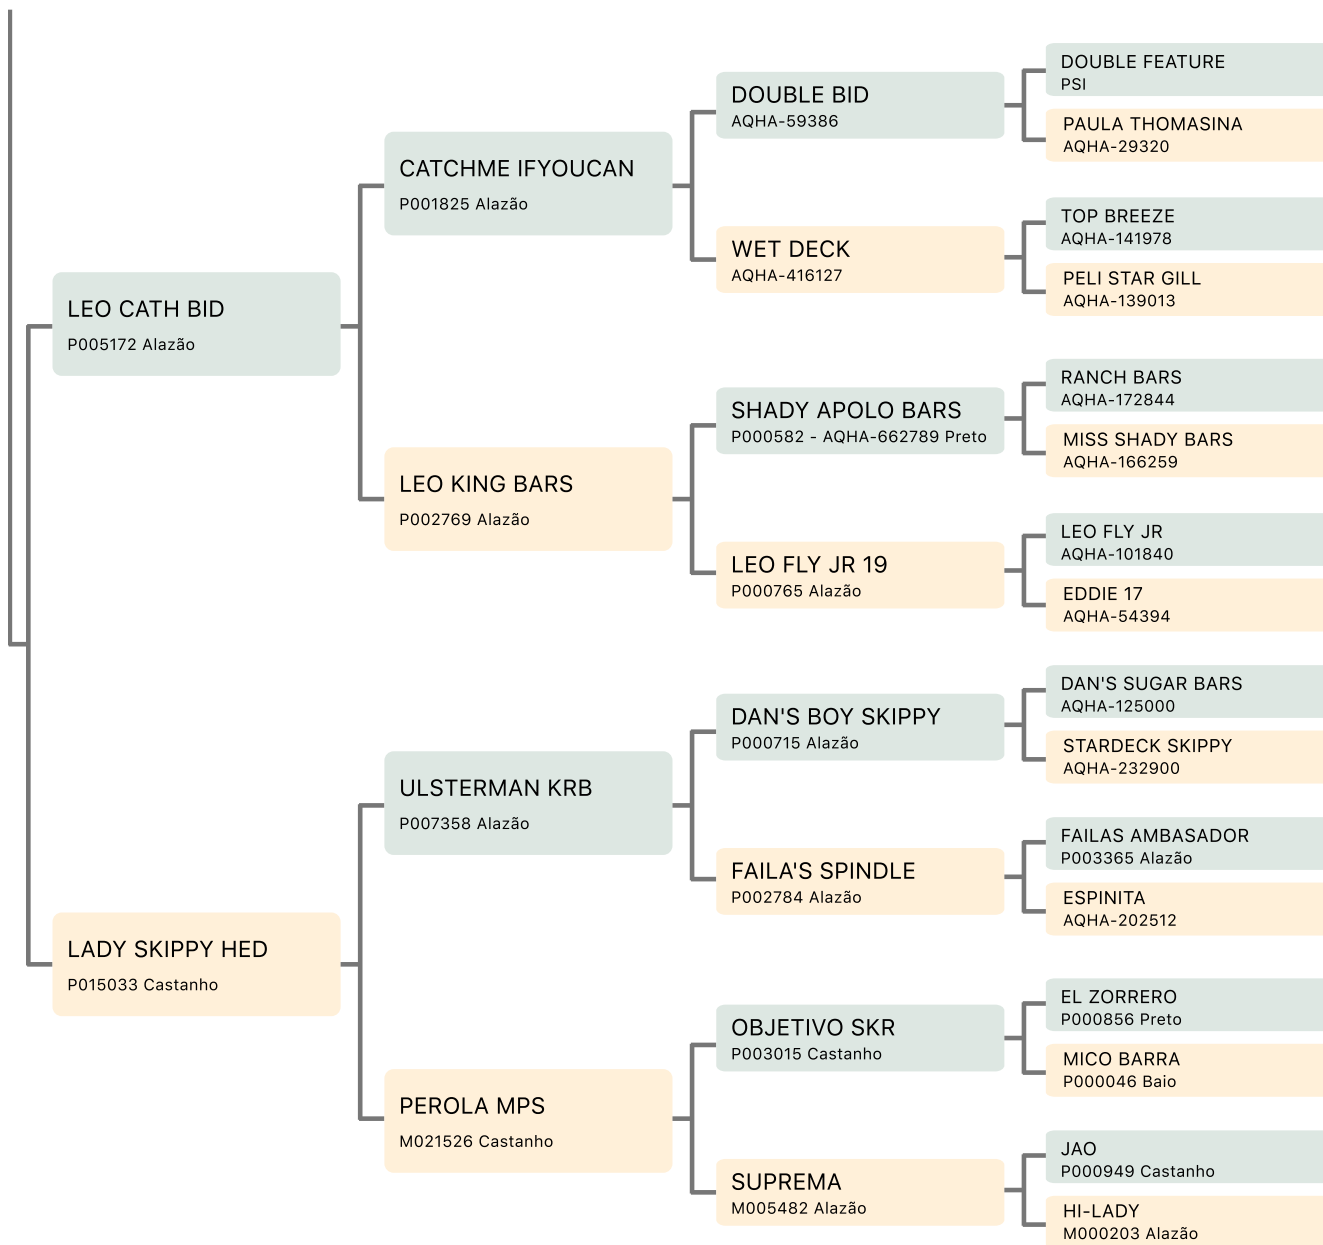 DOUBLE FEATURE
PSI
DOUBLE BID
AQHA-59386
PAULA THOMASINA
AQHA-29320
CATCHME IFYOUCAN
P001825 Alazão
TOP BREEZE
AQHA-141978
WET DECK
AQHA-416127
PELI STAR GILL
AQHA-139013
LEO CATH BID
P005172 Alazão
RANCH BARS
AQHA-172844
SHADY APOLO BARS
P000582 - AQHA-662789 Preto
MISS SHADY BARS
AQHA-166259
LEO KING BARS
P002769 Alazão
LEO FLY JR
AQHA-101840
LEO FLY JR 19
P000765 Alazão
EDDIE 17
AQHA-54394
DAN'S SUGAR BARS
AQHA-125000
DAN'S BOY SKIPPY
P000715 Alazão
STARDECK SKIPPY
AQHA-232900
ULSTERMAN KRB
P007358 Alazão
FAILAS AMBASADOR
P003365 Alazão
FAILA'S SPINDLE
P002784 Alazão
ESPINITA
AQHA-202512
LADY SKIPPY HED
P015033 Castanho
EL ZORRERO
P000856 Preto
OBJETIVO SKR
P003015 Castanho
MICO BARRA
P000046 Baio
PEROLA MPS
M021526 Castanho
JAO
P000949 Castanho
SUPREMA
M005482 Alazão
HI-LADY
M000203 Alazão